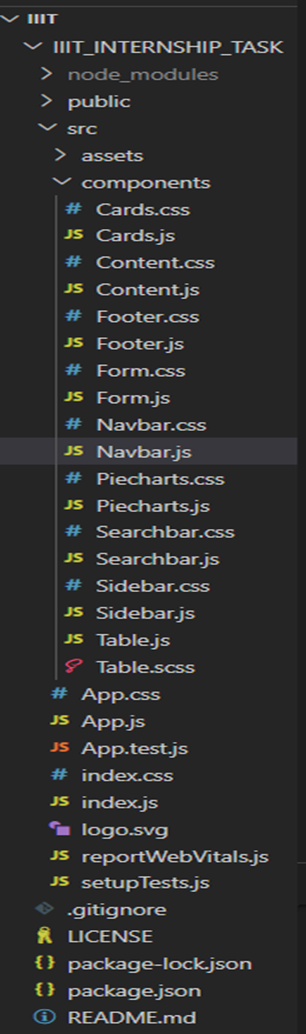 IIIT
IIIT_INTERNSHIP_TASK
node_modules
public
src
assets
components
# Cards.css
JS Cards.js
# Content.css
JS Content.js
# Footer.css
JS Footer.js
# Form.css
JS Form.js
# Navbar.css
JS Navbar.js
# Piecharts.css
JS Piecharts.js
# Searchbar.css
JS Searchbar.js
# Sidebar.css
JS Sidebar.js
JS Table.js
Table.scss
# App.css
JS App.js
JS App.test.js
# index.css
JS index.js
logo.svg
JS reportWebVitals.js
JS setupTests.js
.gitignore
LICENSE
{} package-lock.json
{} package.json
README.md